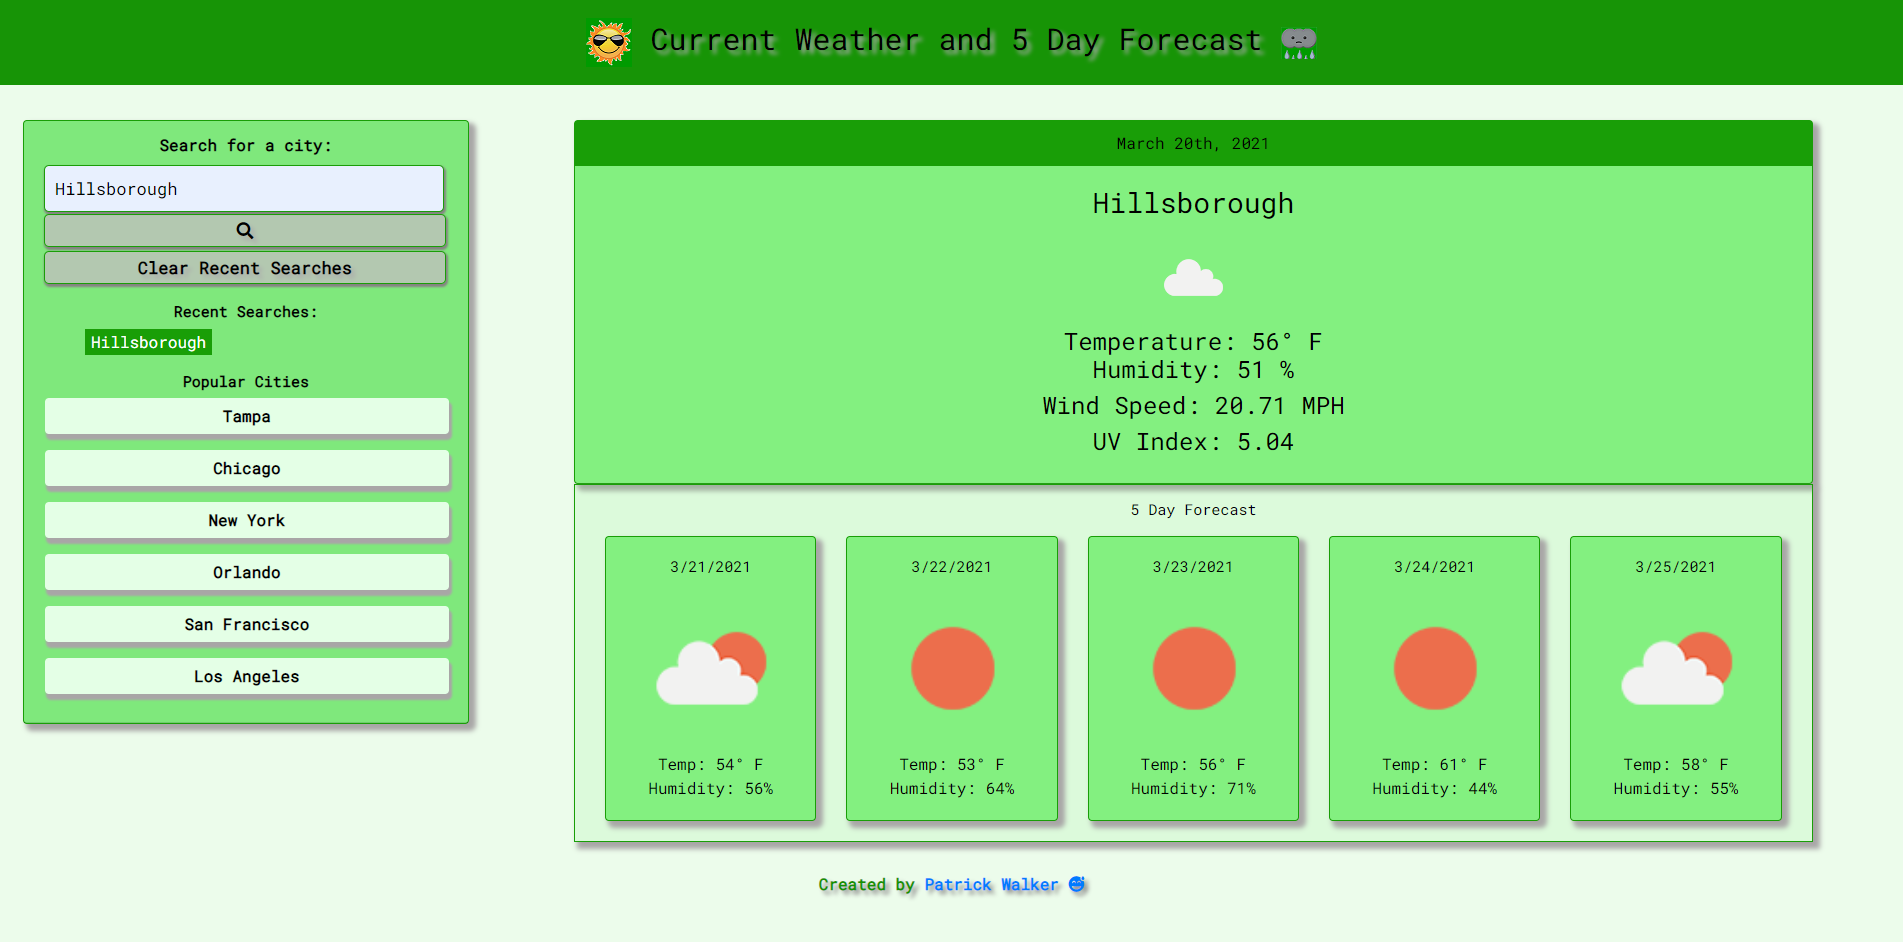 Current Weather and 5 Day Forecast
Search for a city:
Hillsborough
Clear Recent Searches
Recent Searches:
Hillsborough
Popular Cities
Tampa
Chicago
New York
Orlando
San Francisco
Los Angeles
March 20th, 2021
Hillsborough
Temperature: 56° F
Humidity: 51 %
Wind Speed: 20.71 MPH
UV Index: 5.04
5 Day Forecast
3/21/2021
Temp: 54° F
Humidity: 56%
3/22/2021
Temp: 53° F
Humidity: 64%
3/23/2021
Temp: 56° F
Humidity: 71%
3/24/2021
Temp: 61° F
Humidity: 44%
3/25/2021
Temp: 58° F
Humidity: 55%
Created by Patrick Walker